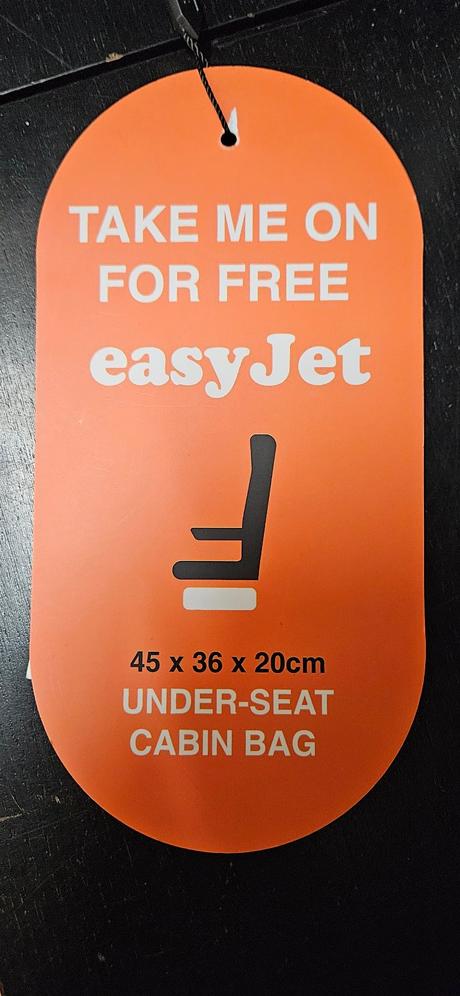 TAKE ME ON
FOR FREE
easyJet
45 x 36 x 20cm
UNDER-SEAT
CABIN BAG